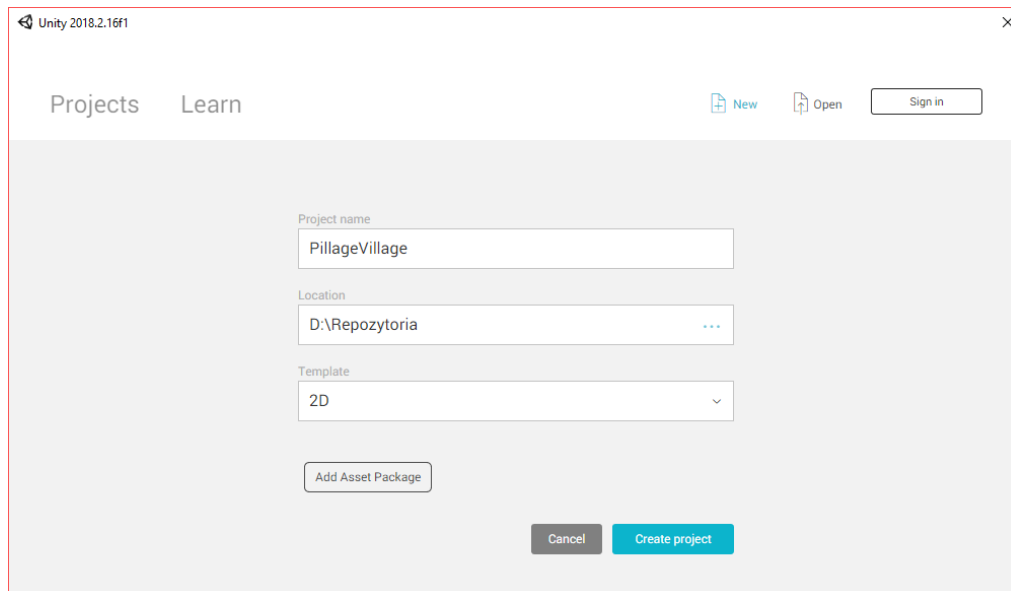 Unity 2018.2.16f1
Projects Learn New Open Sign in
Project name
PillageVillage
Location
D:\Repozytoria ...
Template
2D
Add Asset Package
Cancel Create project